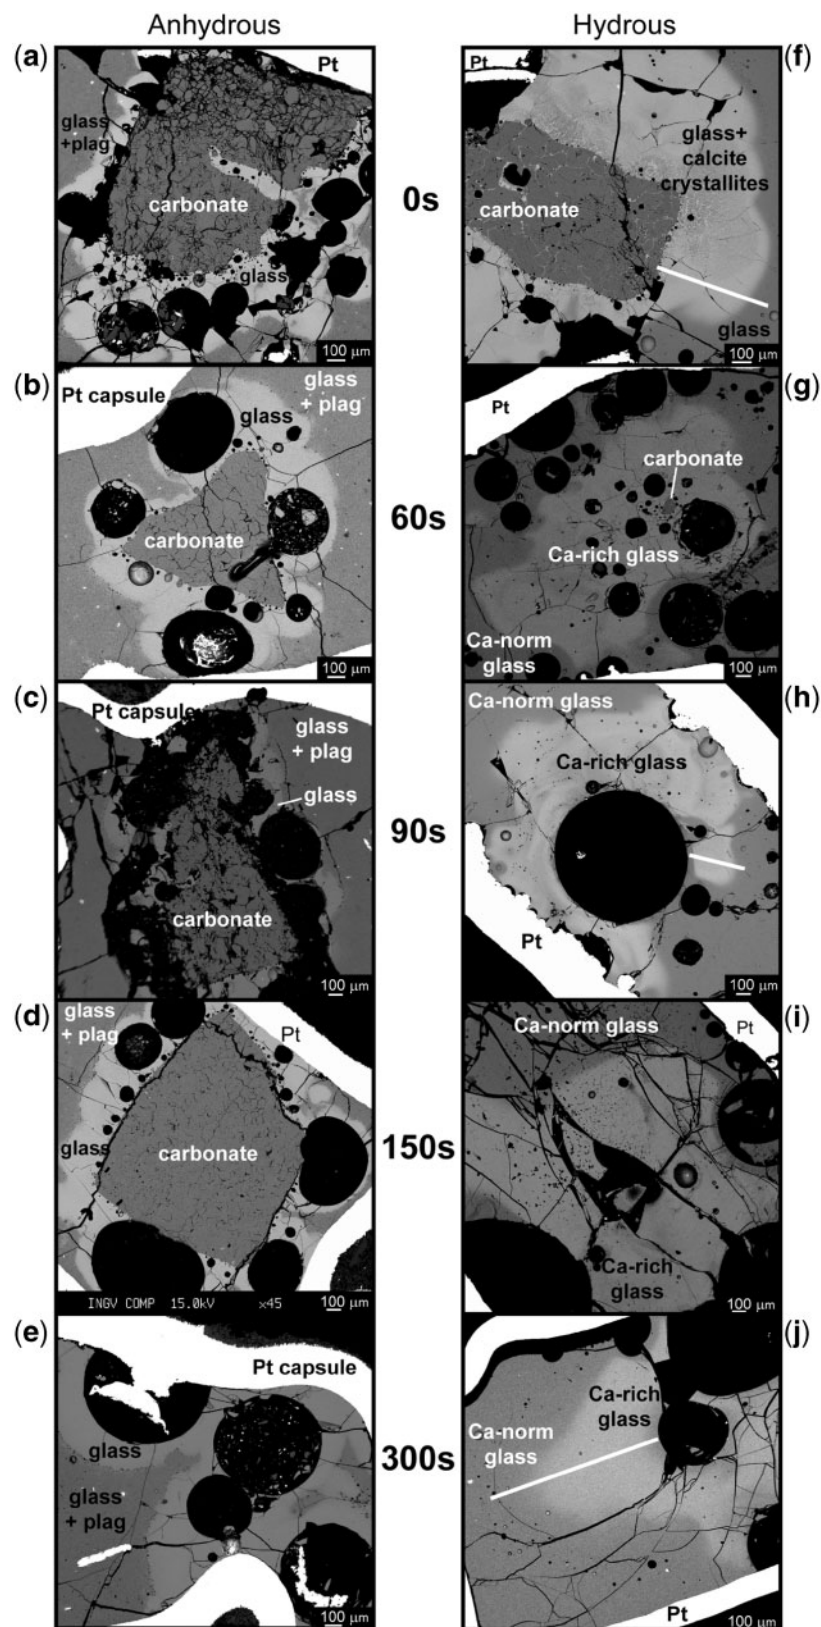 Anhydrous
Hydrous
(a)
Pt
glass
+plag
carbonate
glass
100 µm
0s
Pt
(f)
glass+
calcite
crystallites
carbonate
glass
100 µm
(b)
Pt capsule
glass
+ plag
glass
carbonate
100 µm
60s
Pt
(g)
carbonate
Ca-rich glass
Ca-norm
glass
100 µm
(c)
Pt capsule
glass
+ plag
glass
carbonate
100 µm
90s
Ca-norm glass
(h)
Ca-rich glass
Pt
100 µm
(d)
glass
+ plag
Pt
glass
carbonate
INGV COMP 15.0kV ×45 100 µm
150s
Ca-norm glass
Pt
(i)
Ca-rich
glass
100 µm
(e)
Pt capsule
glass
glass
+ plag
100 µm
300s
(j)
Ca-rich
glass
Ca-norm
glass
Pt
100 µm